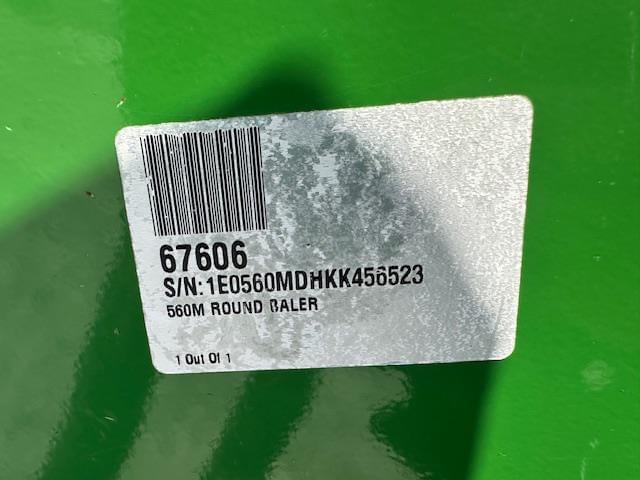 67606
S/N:1E0560MDHKK456523
560M ROUND BALER
1 Out Of 1